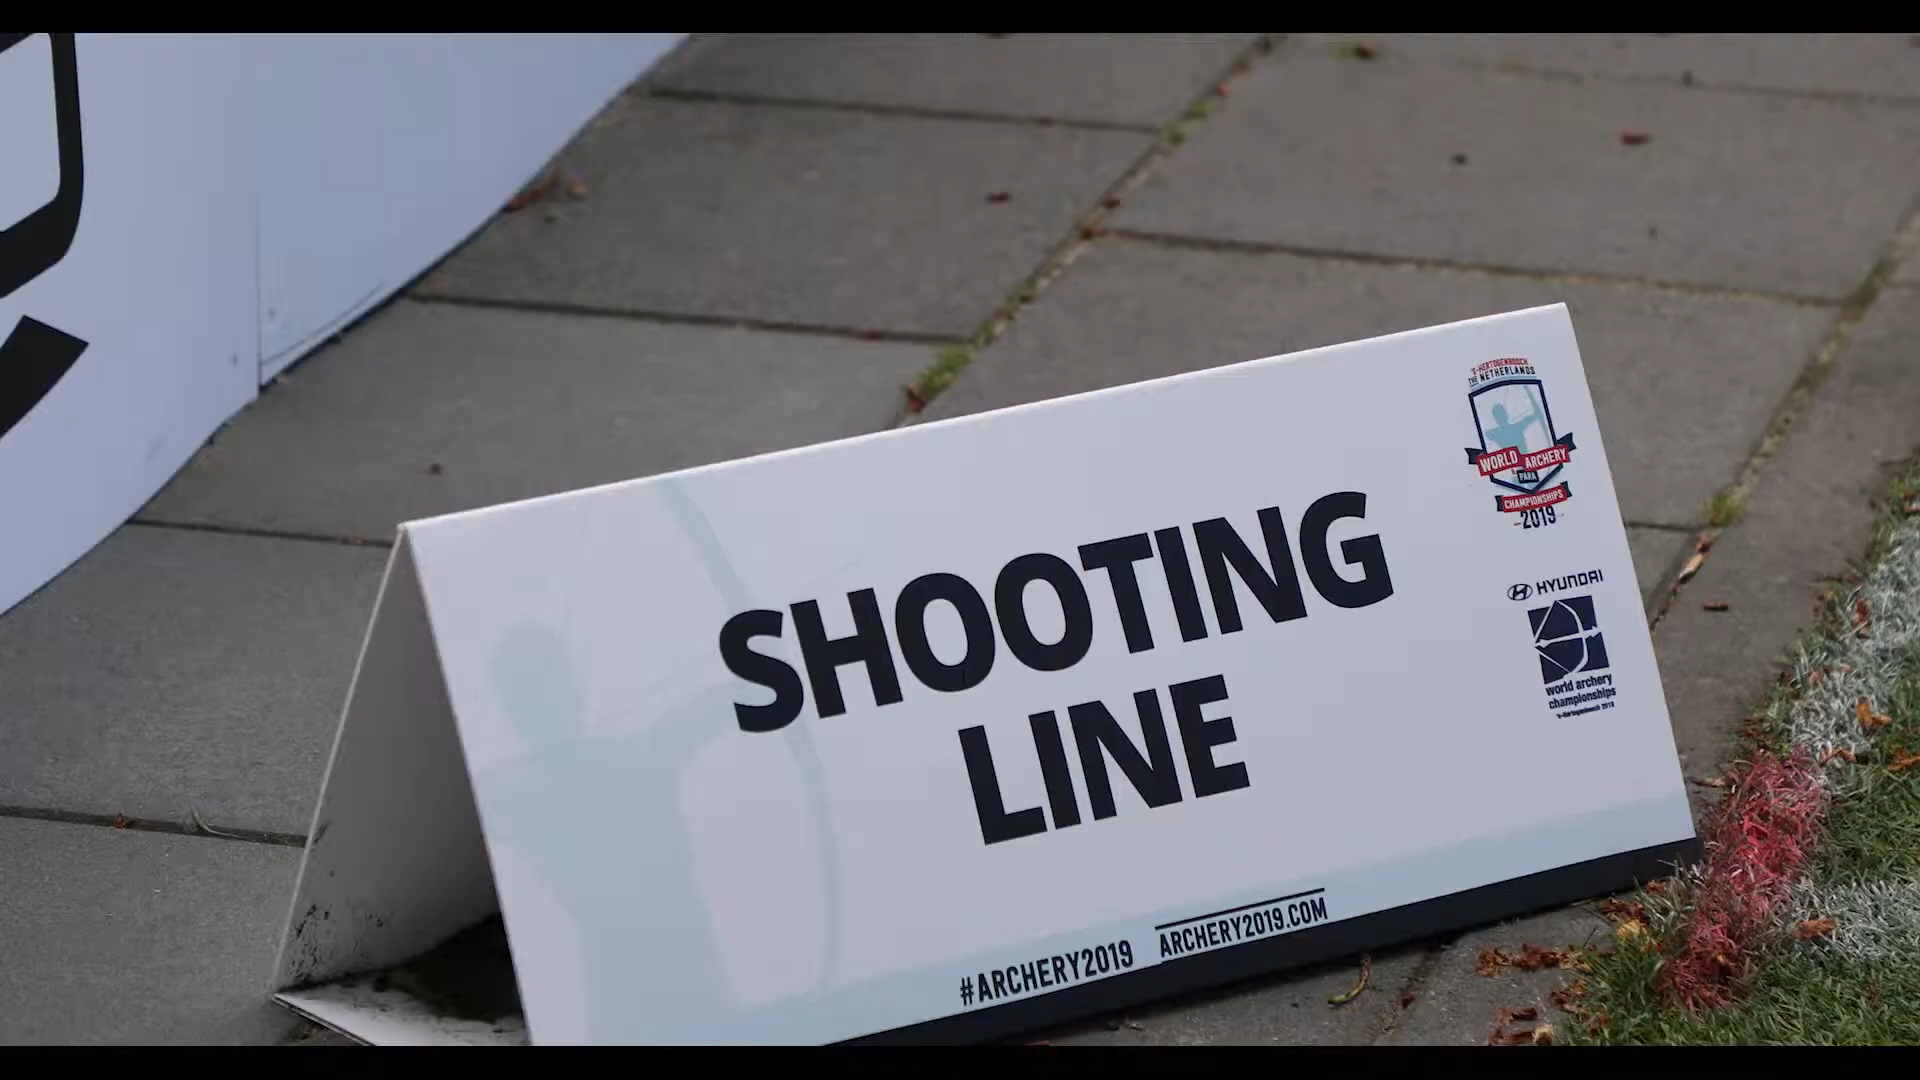 SHOOTING
LINE
#ARCHERY2019 ARCHERY2019.COM
'S-HERTOGENBOSCH
THE NETHERLANDS
WORLD ARCHERY
& PARA
CHAMPIONSHIPS
-2019-
HYUNDAI
world archery
championships
's-Hertogenbosch 2019